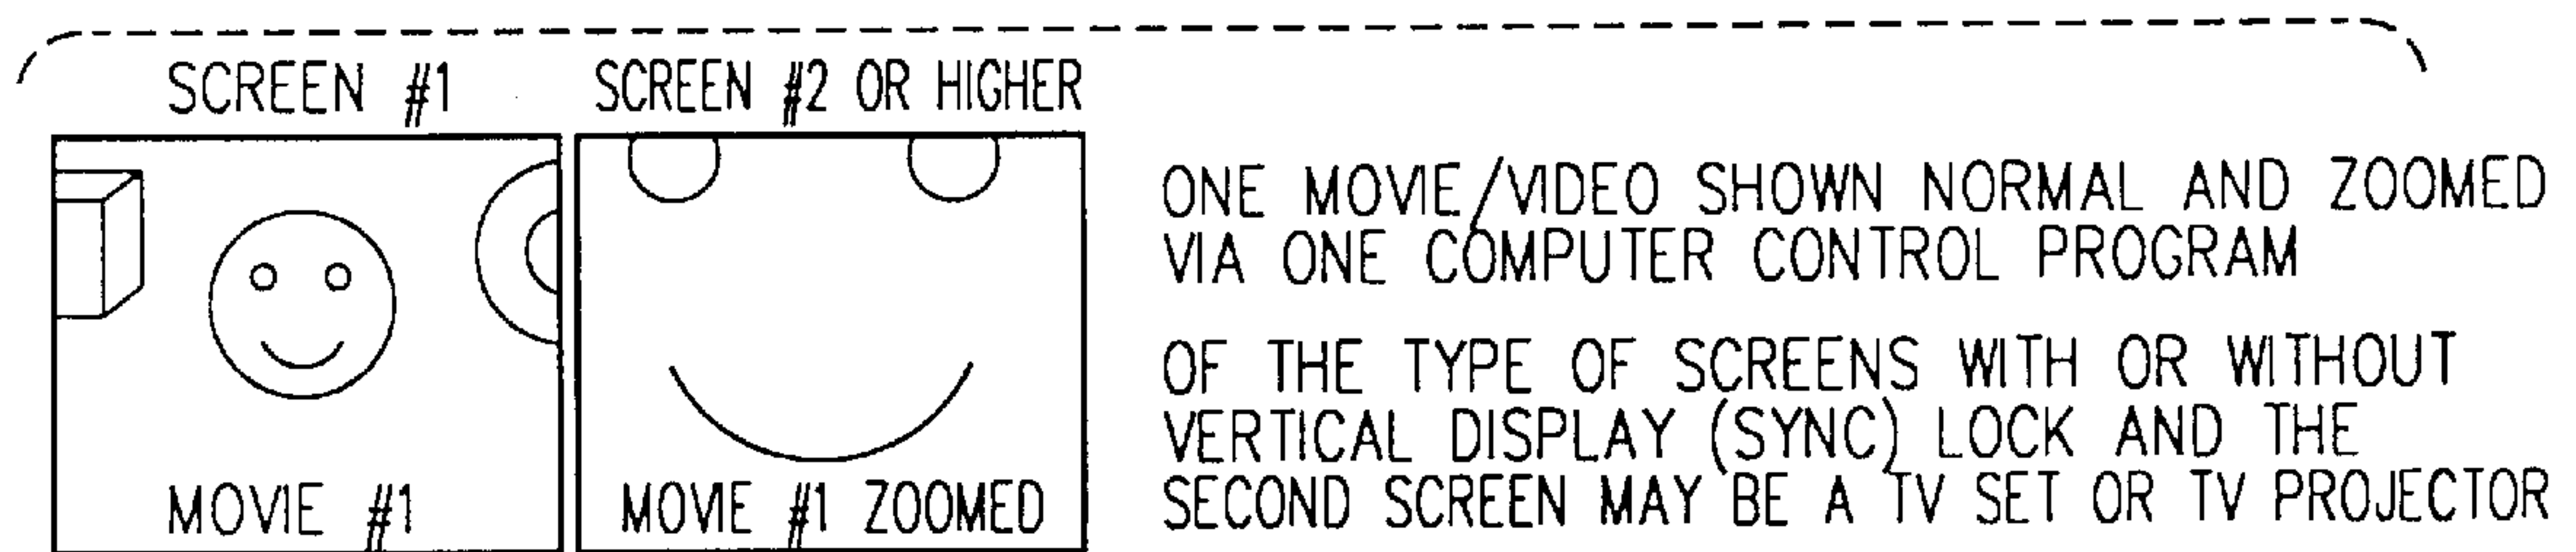 SCREEN #1
SCREEN #2 OR HIGHER
MOVIE #1
MOVIE #1 ZOOMED
ONE MOVIE/VIDEO SHOWN NORMAL AND ZOOMED
VIA ONE COMPUTER CONTROL PROGRAM
OF THE TYPE OF SCREENS WITH OR WITHOUT
VERTICAL DISPLAY (SYNC) LOCK AND THE
SECOND SCREEN MAY BE A TV SET OR TV PROJECTOR